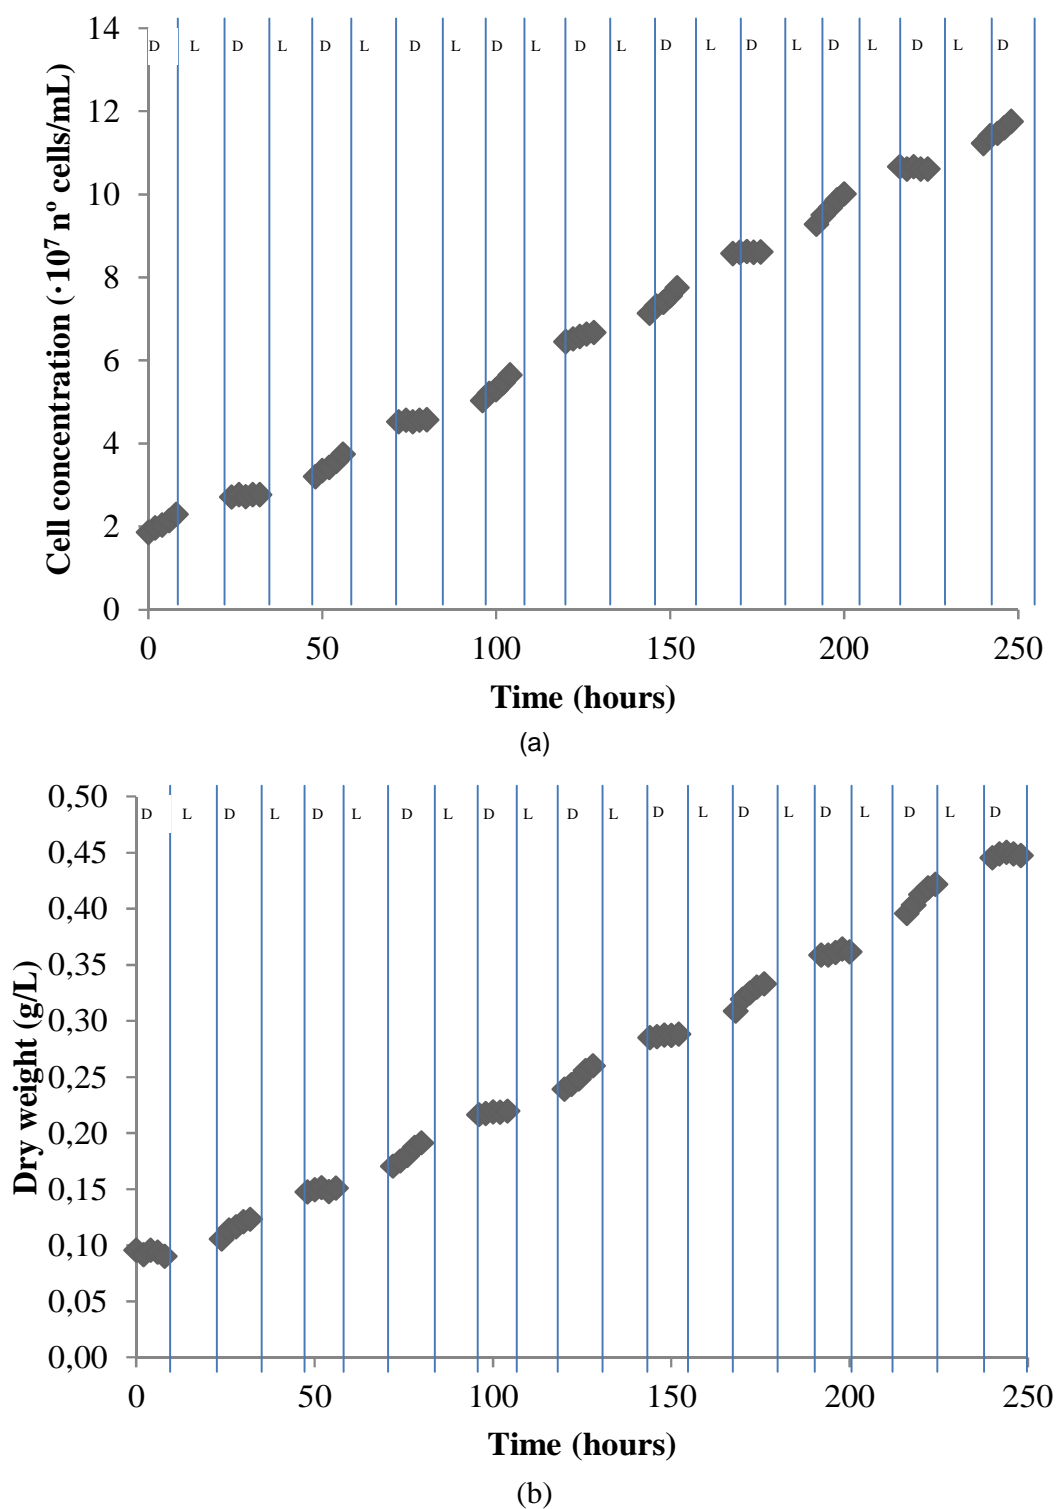 14
D L D L D L D L D L D L D L D L D L D L D
12
10
8
6
4
2
0
Cell concentration (·10⁷ nº cells/mL)
0 50 100 150 200 250
Time (hours)
(a)
0,50
D L D L D L D L D L D L D L D L D L D L D
0,45
0,40
0,35
0,30
0,25
0,20
0,15
0,10
0,05
0,00
Dry weight (g/L)
0 50 100 150 200 250
Time (hours)
(b)